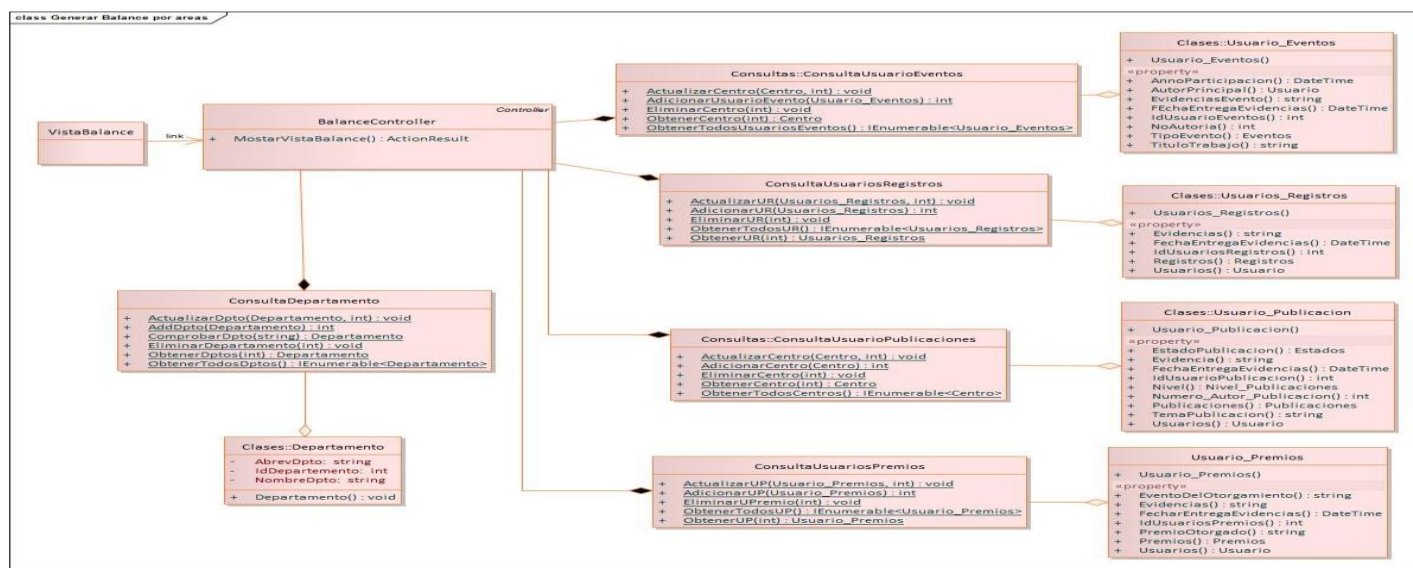 class Generar Balance por areas
VistaBalance
link
Controller
BalanceController
+ MostarVistaBalance() : ActionResult
Consultas::ConsultaUsuarioEventos
+ ActualizarCentro(Centro, int) : void
+ AdicionarUsuarioEvento(Usuario_Eventos) : int
+ EliminarCentro(int) : void
+ ObtenerCentro(int) : Centro
+ ObtenerTodosUsuariosEventos() : IEnumerable<Usuario_Eventos>
Clases::Usuario_Eventos
+ Usuario_Eventos()
«property»
+ AnnoParticipacion() : DateTime
+ AutorPrincipal() : Usuario
+ EvidenciasEvento() : string
+ FEchaEntregaEvidencias() : DateTime
+ IdUsuarioEventos() : int
+ NoAutoria() : int
+ TipoEvento() : Eventos
+ TituloTrabajo() : string
ConsultaUsuariosRegistros
+ ActualizarUR(Usuarios_Registros, int) : void
+ AdicionarUR(Usuarios_Registros) : int
+ EliminarUR(int) : void
+ ObtenerTodosUR() : IEnumerable<Usuarios_Registros>
+ ObtenerUR(int) : Usuarios_Registros
Clases::Usuarios_Registros
+ Usuarios_Registros()
«property»
+ Evidencias() : string
+ FechaEntregaEvidencias() : DateTime
+ IdUsuariosRegistros() : int
+ Registros() : Registros
+ Usuarios() : Usuario
ConsultaDepartamento
+ ActualizarDpto(Departamento, int) : void
+ AddDpto(Departamento) : int
+ ComprobarDpto(string) : Departamento
+ EliminarDepartamento(int) : void
+ ObtenerDptos(int) : Departamento
+ ObtenerTodosDptos() : IEnumerable<Departamento>
Clases::Departamento
- AbrevDpto: string
- IdDepartemento: int
- NombreDpto: string
+ Departamento() : void
Consultas::ConsultaUsuarioPublicaciones
+ ActualizarCentro(Centro, int) : void
+ AdicionarCentro(Centro) : int
+ EliminarCentro(int) : void
+ ObtenerCentro(int) : Centro
+ ObtenerTodosCentros() : IEnumerable<Centro>
Clases::Usuario_Publicacion
+ Usuario_Publicacion()
«property»
+ EstadoPublicacion() : Estados
+ Evidencia() : string
+ FechaEntregaEvidencias() : DateTime
+ IdUsuarioPublicacion() : int
+ Nivel() : Nivel_Publicaciones
+ Numero_Autor_Publicacion() : int
+ Publicaciones() : Publicaciones
+ TemaPublicacion() : string
+ Usuarios() : Usuario
ConsultaUsuariosPremios
+ ActualizarUP(Usuario_Premios, int) : void
+ AdicionarUP(Usuario_Premios) : int
+ EliminarUPremio(int) : void
+ ObtenerTodosUP() : IEnumerable<Usuario_Premios>
+ ObtenerUP(int) : Usuario_Premios
Usuario_Premios
+ Usuario_Premios()
«property»
+ EventoDelOtorgamiento() : string
+ Evidencias() : string
+ FecharEntregaEvidencias() : DateTime
+ IdUsuariosPremios() : int
+ PremioOtorgado() : string
+ Premios() : Premios
+ Usuarios() : Usuario